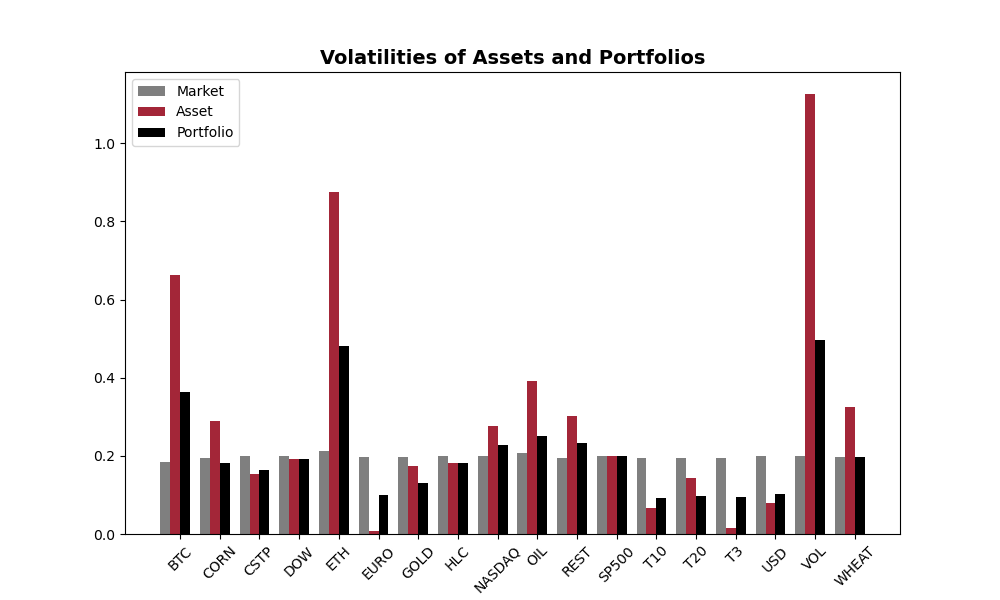 Volatilities of Assets and Portfolios
Market
Asset
Portfolio
1.0
0.8
0.6
0.4
0.2
0.0
BTC
CORN
CSTP
DOW
ETH
EURO
GOLD
HLC
NASDAQ
OIL
REST
SP500
T10
T20
T3
USD
VOL
WHEAT